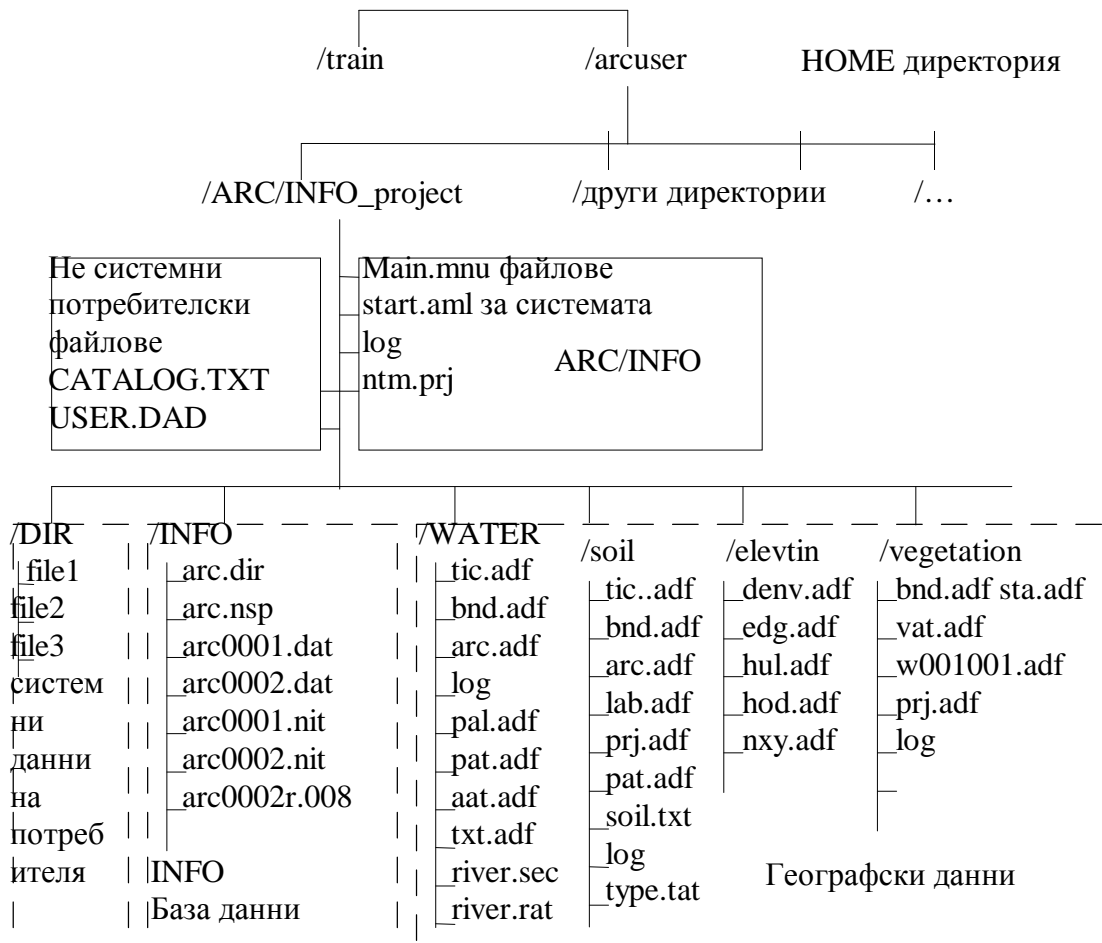 /train
/arcuser
HOME директория
/ARC/INFO_project
/други директории
/…
Не системни
потребителски
файлове
CATALOG.TXT
USER.DAD
Main.mnu файлове
start.aml за системата
log
ntm.prj
ARC/INFO
/DIR
file1
file2
file3
систем
ни
данни
на
потреб
ителя
/INFO
arc.dir
arc.nsp
arc0001.dat
arc0002.dat
arc0001.nit
arc0002.nit
arc0002r.008
INFO
База данни
/WATER
tic.adf
bnd.adf
arc.adf
log
pal.adf
pat.adf
aat.adf
txt.adf
river.sec
river.rat
/soil
tic..adf
bnd.adf
arc.adf
lab.adf
prj.adf
pat.adf
soil.txt
log
type.tat
/elevtin
denv.adf
edg.adf
hul.adf
hod.adf
nxy.adf
/vegetation
bnd.adf sta.adf
vat.adf
w001001.adf
prj.adf
log
Географски данни